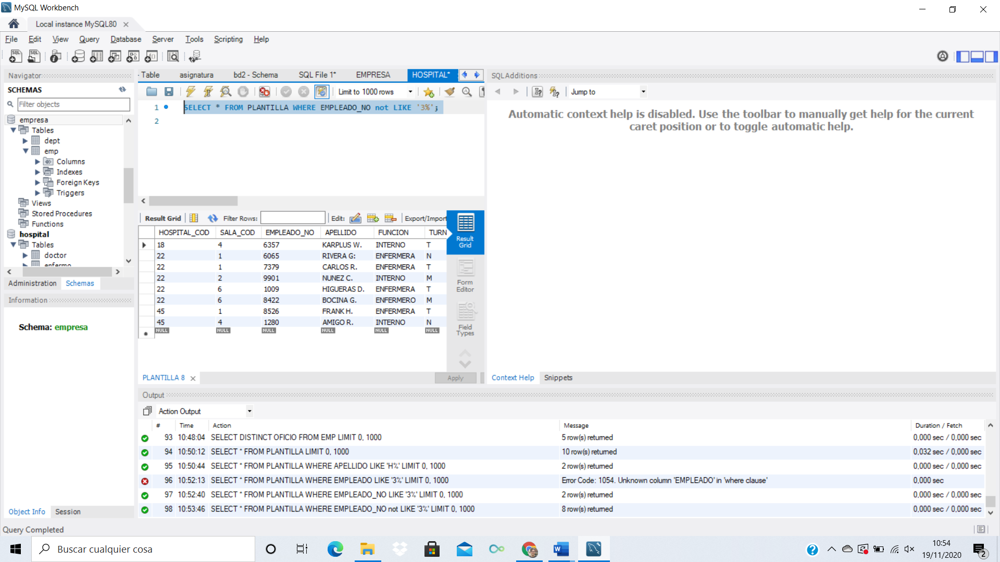 MySQL Workbench
Local instance MySQL80
File Edit View Query Database Server Tools Scripting Help
Navigator
SCHEMAS
Filter objects
empresa
Tables
dept
emp
Columns
Indexes
Foreign Keys
Triggers
Views
Stored Procedures
Functions
hospital
Tables
doctor
enfermo
Administration Schemas
Information
Schema: empresa
Object Info Session
Query Completed
- Table asignatura bd2 - Schema SQL File 1* EMPRESA HOSPITAL*
Limit to 1000 rows
1 SELECT * FROM PLANTILLA WHERE EMPLEADO_NO not LIKE '3%';
2
Result Grid Filter Rows: Edit: Export/Import
HOSPITAL_COD SALA_COD EMPLEADO_NO APELLIDO FUNCION TURN
18 4 6357 KARPLUS W. INTERNO T
22 1 6065 RIVERA G: ENFERMERA N
22 1 7379 CARLOS R. ENFERMERA T
22 2 9901 NUNEZ C. INTERNO M
22 6 1009 HIGUERAS D. ENFERMERA T
22 6 8422 BOCINA G. ENFERMERO M
45 1 8526 FRANK H. ENFERMERA T
45 4 1280 AMIGO R. INTERNO N
NULL NULL NULL NULL NULL NULL
Result
Grid
Form
Editor
Field
Types
PLANTILLA 8
Apply
SQLAdditions
Jump to
Automatic context help is disabled. Use the toolbar to manually get help for the current
caret position or to toggle automatic help.
Context Help Snippets
Output
Action Output
# Time Action Message Duration / Fetch
93 10:48:04 SELECT DISTINCT OFICIO FROM EMP LIMIT 0, 1000 5 row(s) returned 0,000 sec / 0,000 sec
94 10:50:12 SELECT * FROM PLANTILLA LIMIT 0, 1000 10 row(s) returned 0,032 sec / 0,000 sec
95 10:50:44 SELECT * FROM PLANTILLA WHERE APELLIDO LIKE 'H%' LIMIT 0, 1000 2 row(s) returned 0,000 sec / 0,000 sec
96 10:52:13 SELECT * FROM PLANTILLA WHERE EMPLEADO LIKE '3%' LIMIT 0, 1000 Error Code: 1054. Unknown column 'EMPLEADO' in 'where clause' 0,000 sec
97 10:52:40 SELECT * FROM PLANTILLA WHERE EMPLEADO_NO LIKE '3%' LIMIT 0, 1000 2 row(s) returned 0,000 sec / 0,000 sec
98 10:53:46 SELECT * FROM PLANTILLA WHERE EMPLEADO_NO not LIKE '3%' LIMIT 0, 1000 8 row(s) returned 0,000 sec / 0,000 sec
Buscar cualquier cosa
10:54
19/11/2020
2